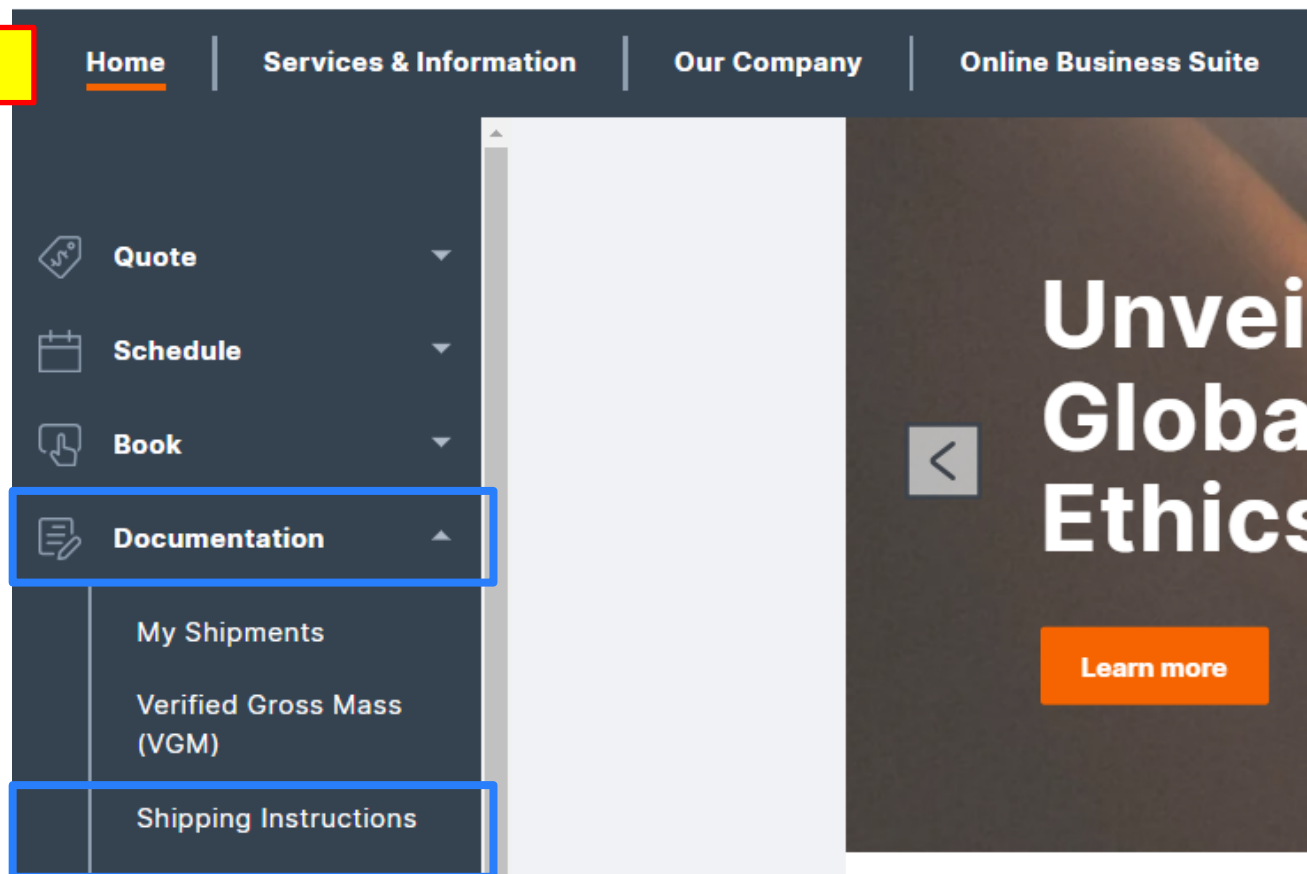 Home
Services & Information
Our Company
Online Business Suite
Quote
Schedule
Book
Documentation
My Shipments
Verified Gross Mass
(VGM)
Shipping Instructions
Unvei
Globa
Ethics
Learn more